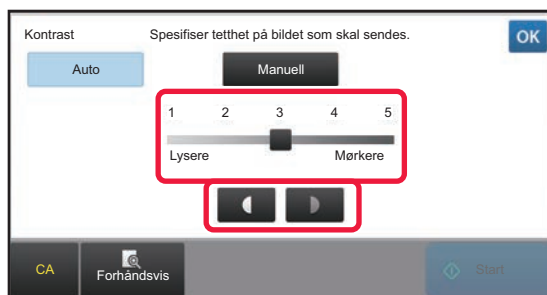 Kontrast Spesifiser tetthet på bildet som skal sendes. OK
Auto Manuell
1 2 3 4 5
Lysere Mørkere
CA Forhåndsvis Start